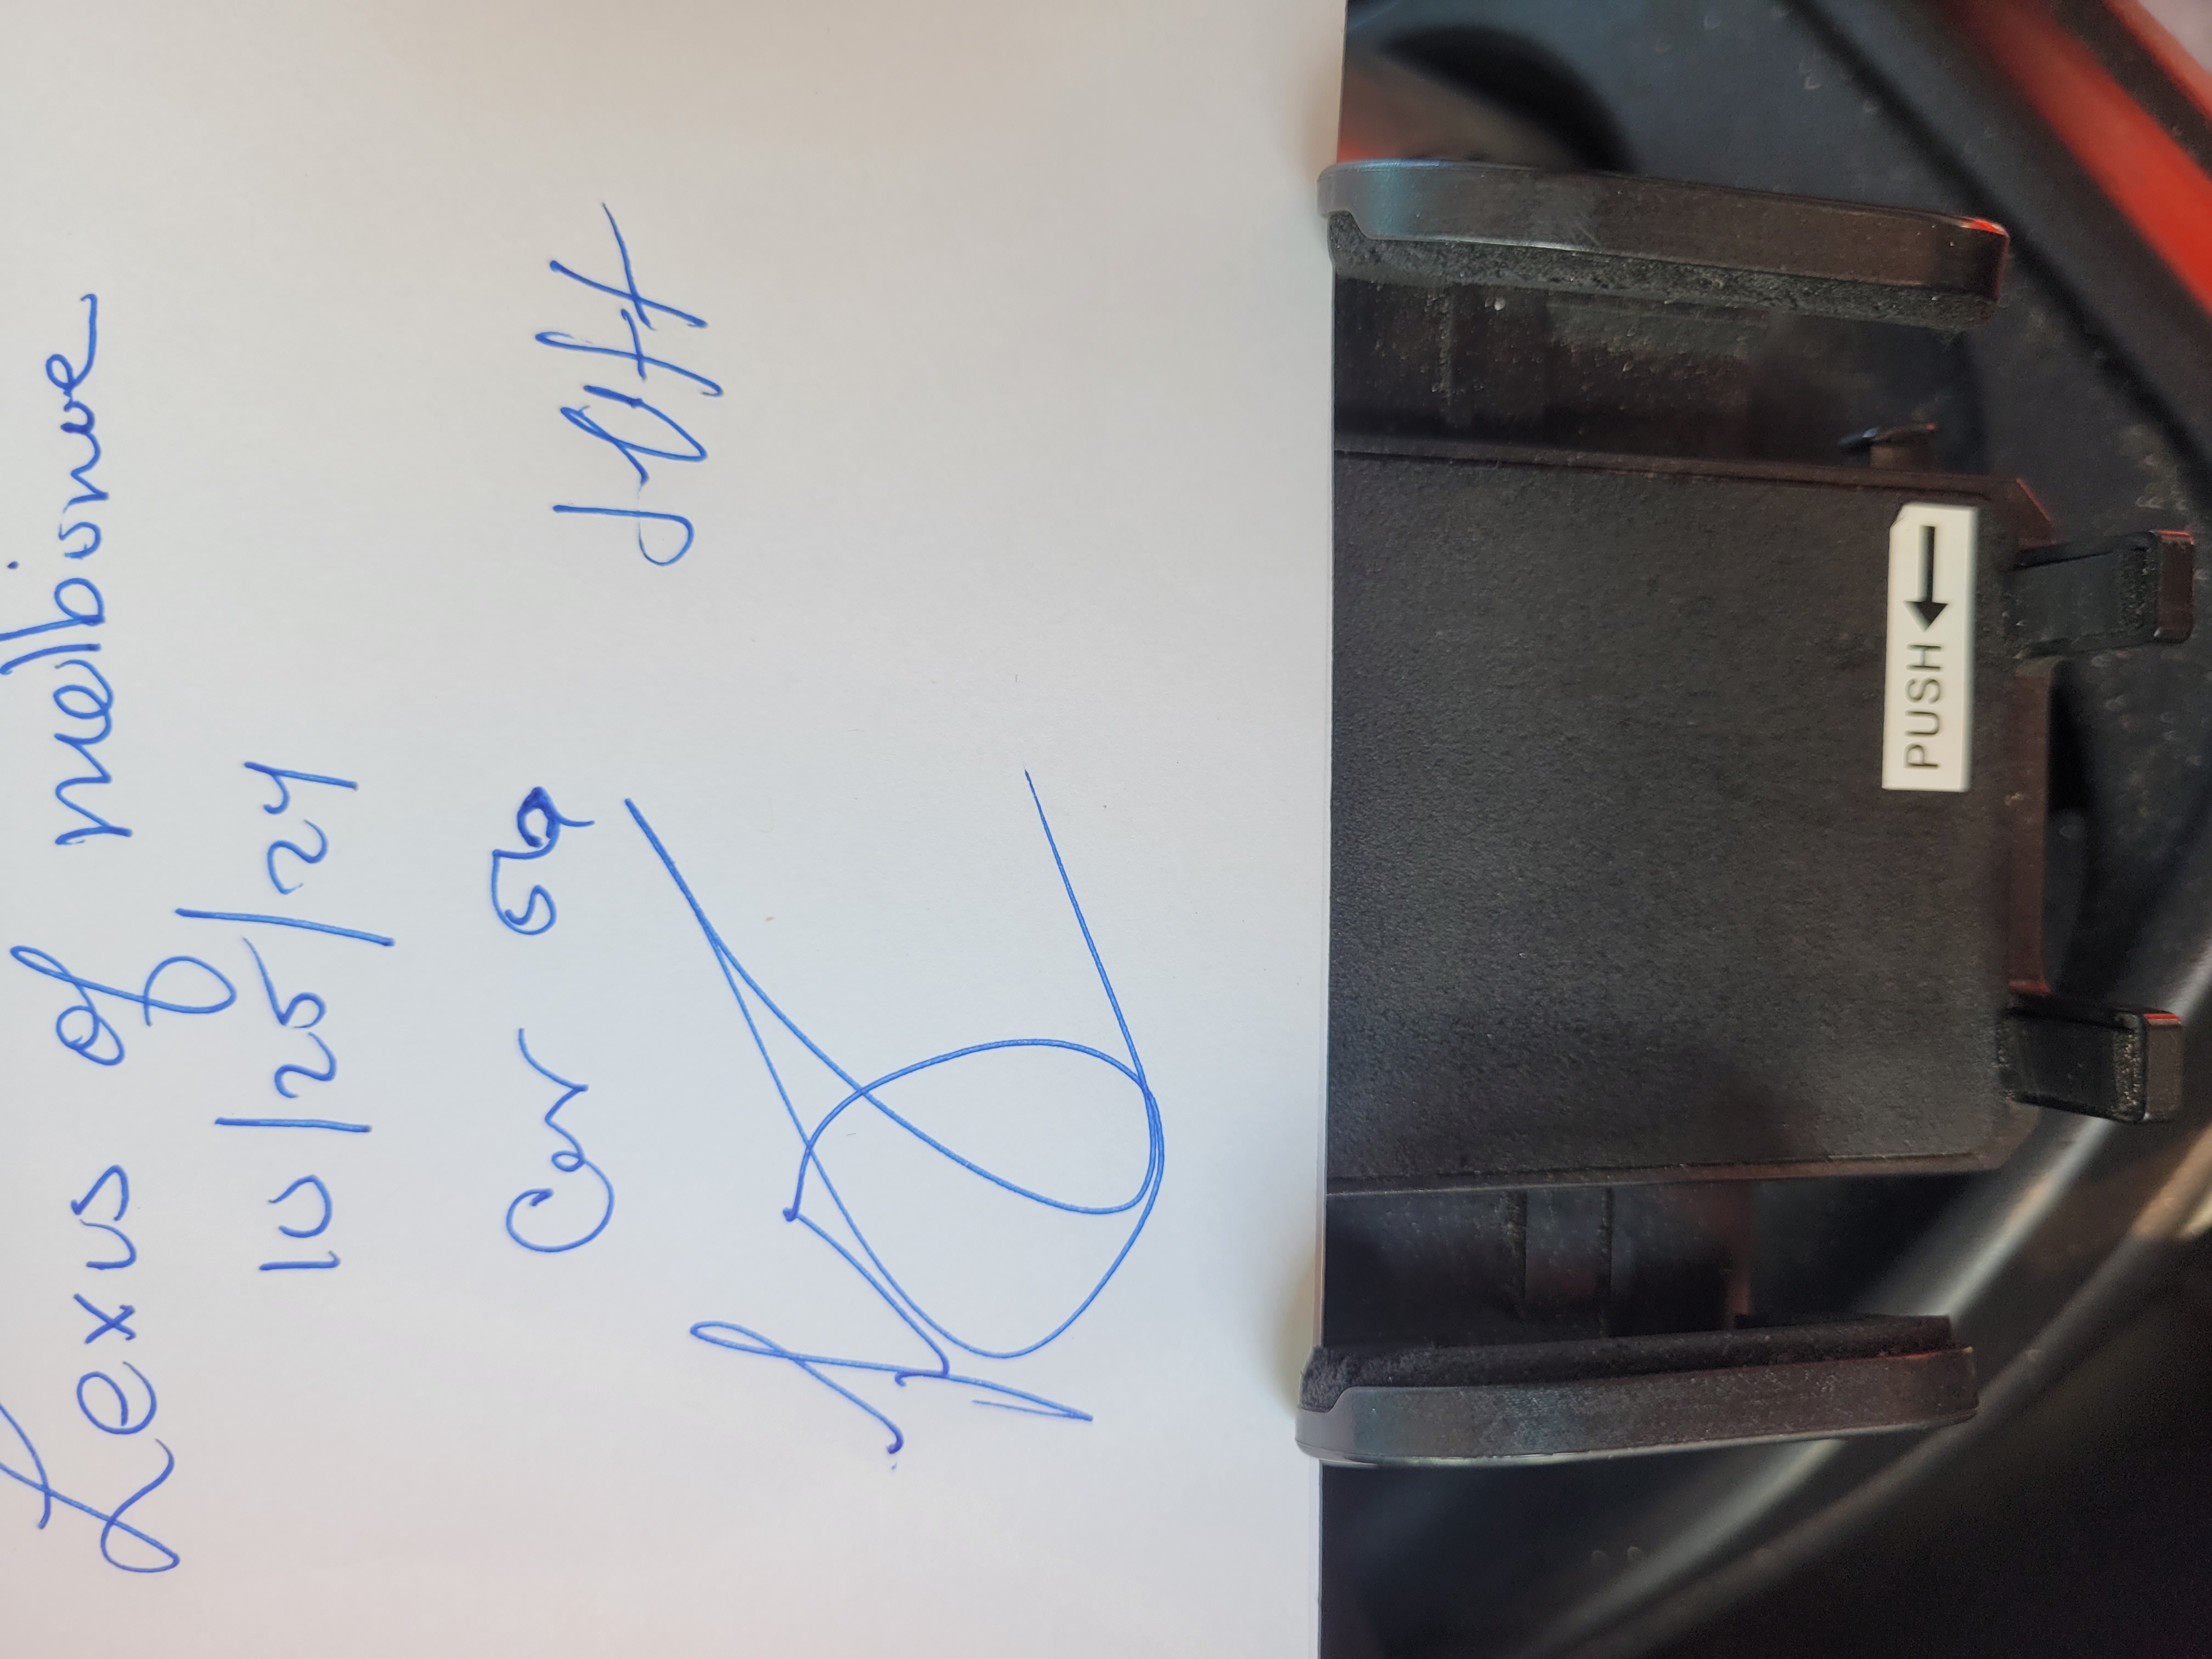 Lexus of melbourne
10/25/24
Car 59
PUSH